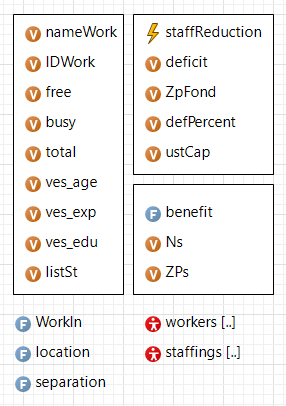 nameWork
IDWork
free
busy
total
ves_age
ves_exp
ves_edu
listSt
staffReduction
deficit
ZpFond
defPercent
ustCap
benefit
Ns
ZPs
WorkIn
location
separation
workers [..]
staffings [..]